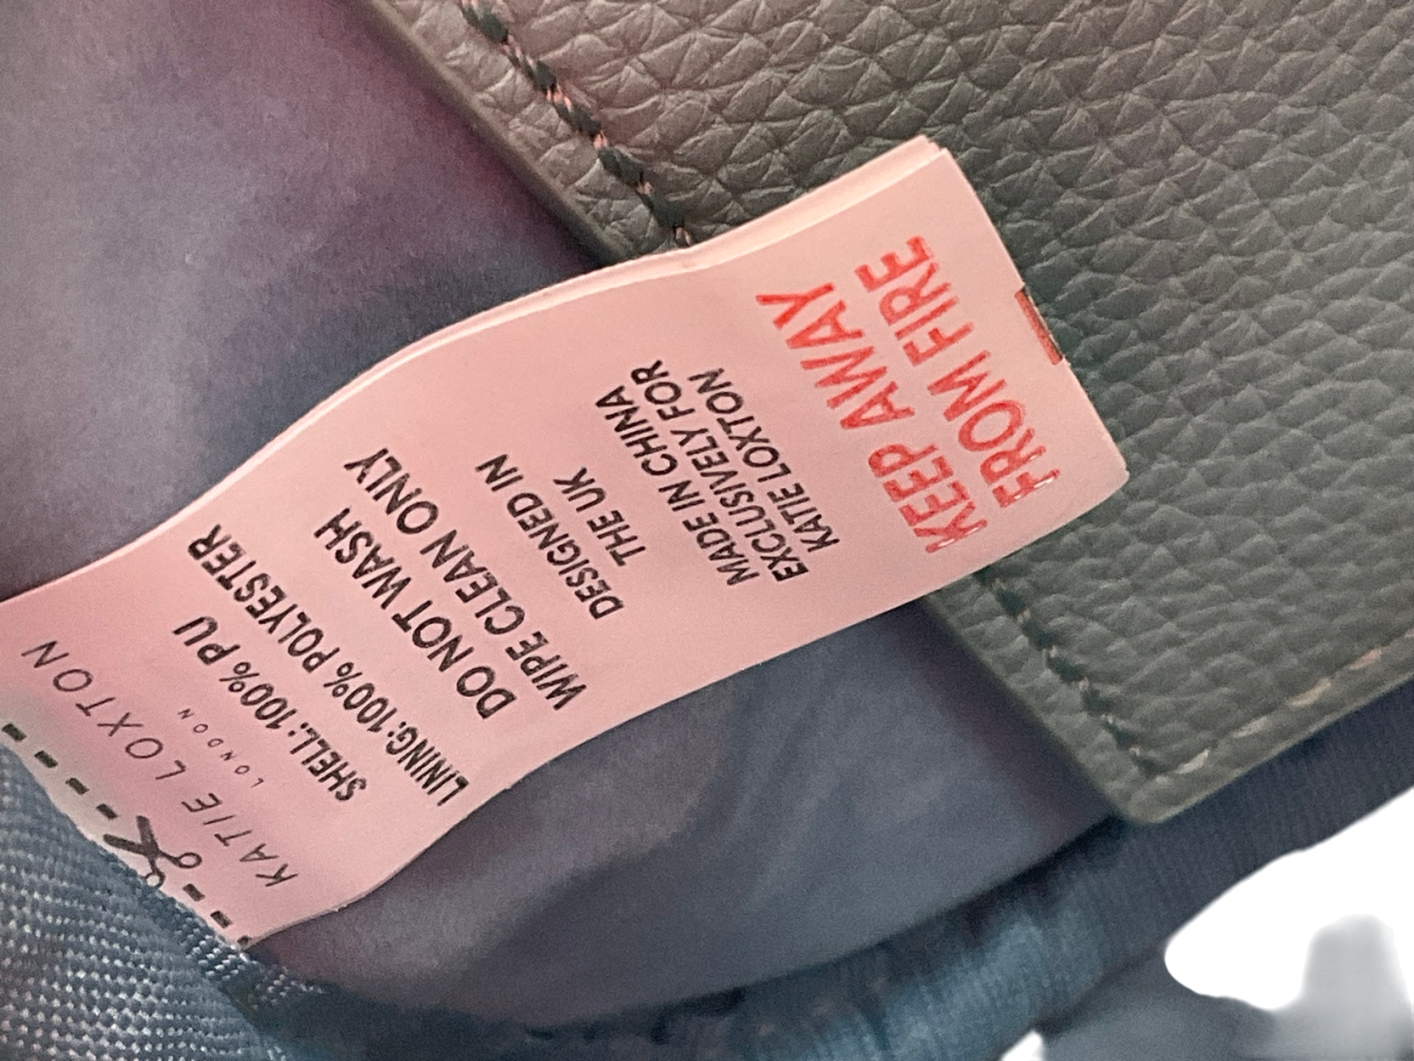 KATIE LOXTON
LONDON
SHELL: 100% PU
LINING:100% POLYESTER
DO NOT WASH
WIPE CLEAN ONLY
DESIGNED IN
THE UK
MADE IN CHINA
EXCLUSIVELY FOR
KATIE LOXTON
KEEP AWAY
FROM FIRE